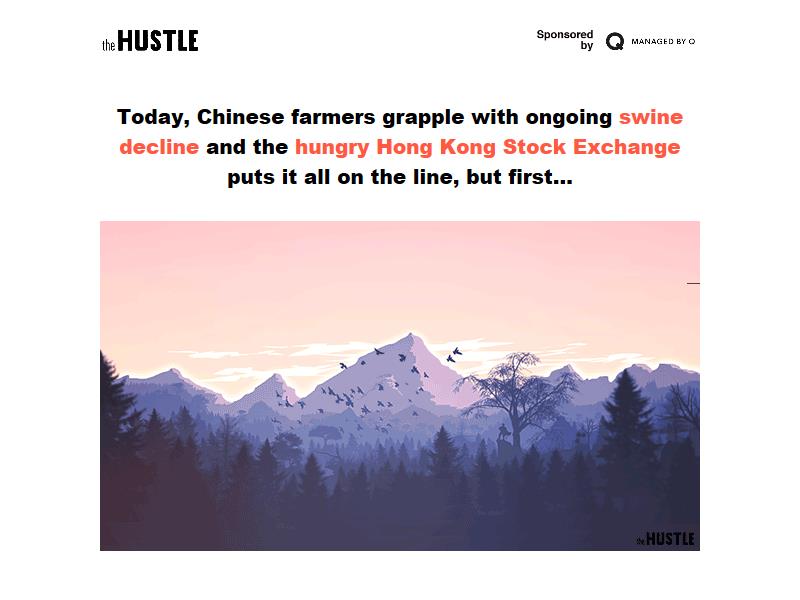 the HUSTLE
Sponsored by
MANAGED BY Q
Today, Chinese farmers grapple with ongoing swine
decline and the hungry Hong Kong Stock Exchange
puts it all on the line, but first...
the HUSTLE